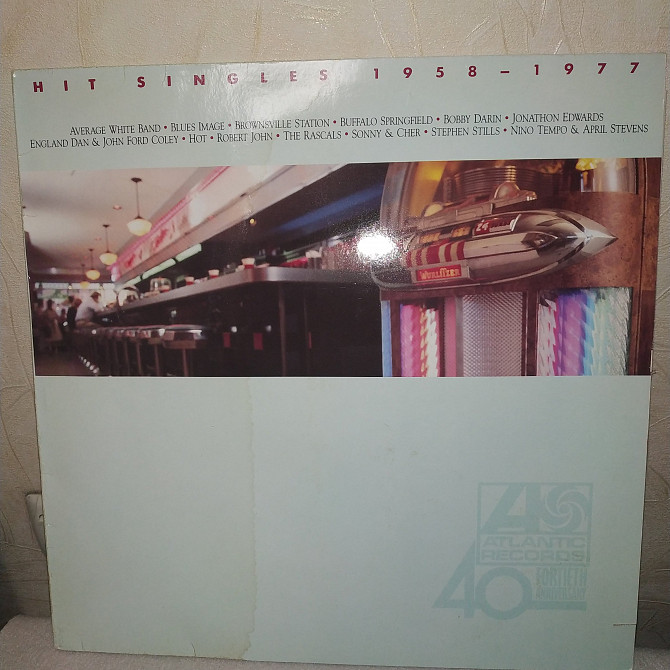 HIT SINGLES 1958–1977
AVERAGE WHITE BAND • BLUES IMAGE • BROWNSVILLE STATION • BUFFALO SPRINGFIELD • BOBBY DARIN • JONATHON EDWARDS
ENGLAND DAN & JOHN FORD COLEY • HOT • ROBERT JOHN • THE RASCALS • SONNY & CHER • STEPHEN STILLS • NINO TEMPO & APRIL STEVENS
WURLITZER
ATLANTIC
RECORDS
40 FORTIETH
ANNIVERSARY